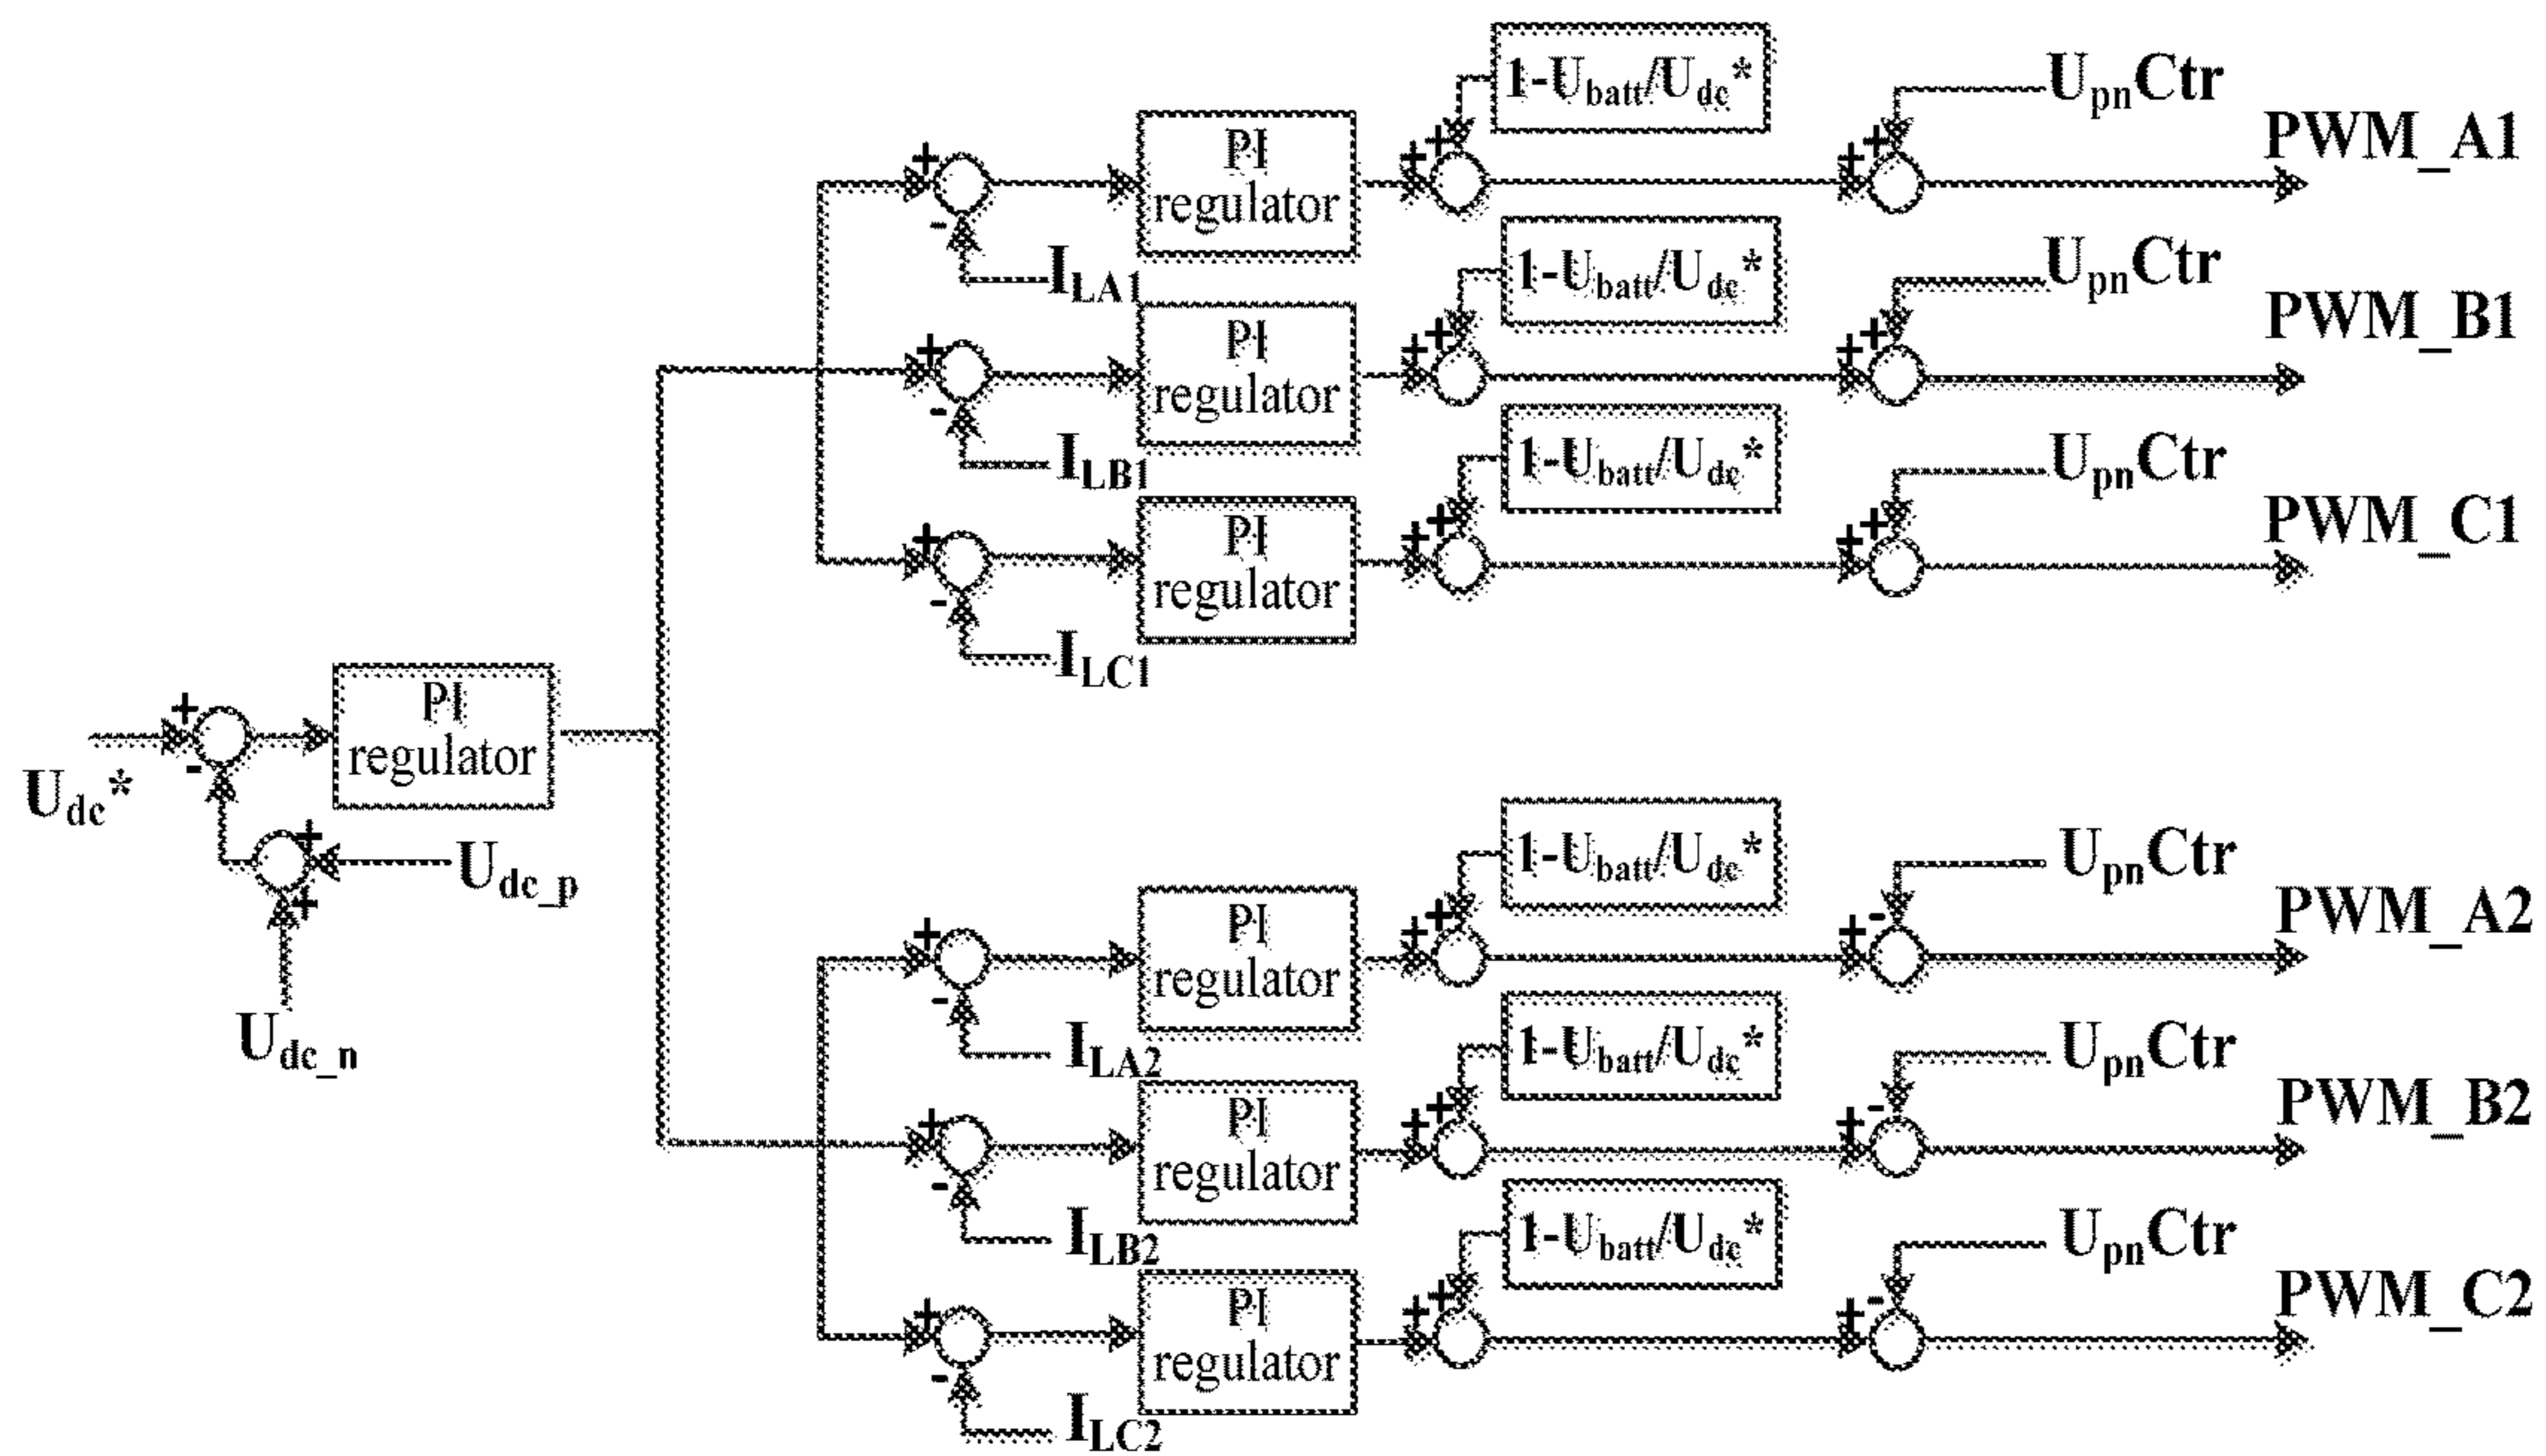 1-Ubatt/Udc*
UpnCtr
PWM_A1
PI
regulator
ILA1
1-Ubatt/Udc*
UpnCtr
PWM_B1
PI
regulator
ILB1
1-Ubatt/Udc*
UpnCtr
PWM_C1
PI
regulator
ILC1
Udc*
PI
regulator
Udc_p
Udc_n
1-Ubatt/Udc*
UpnCtr
PWM_A2
PI
regulator
ILA2
1-Ubatt/Udc*
UpnCtr
PWM_B2
PI
regulator
ILB2
1-Ubatt/Udc*
UpnCtr
PWM_C2
PI
regulator
ILC2